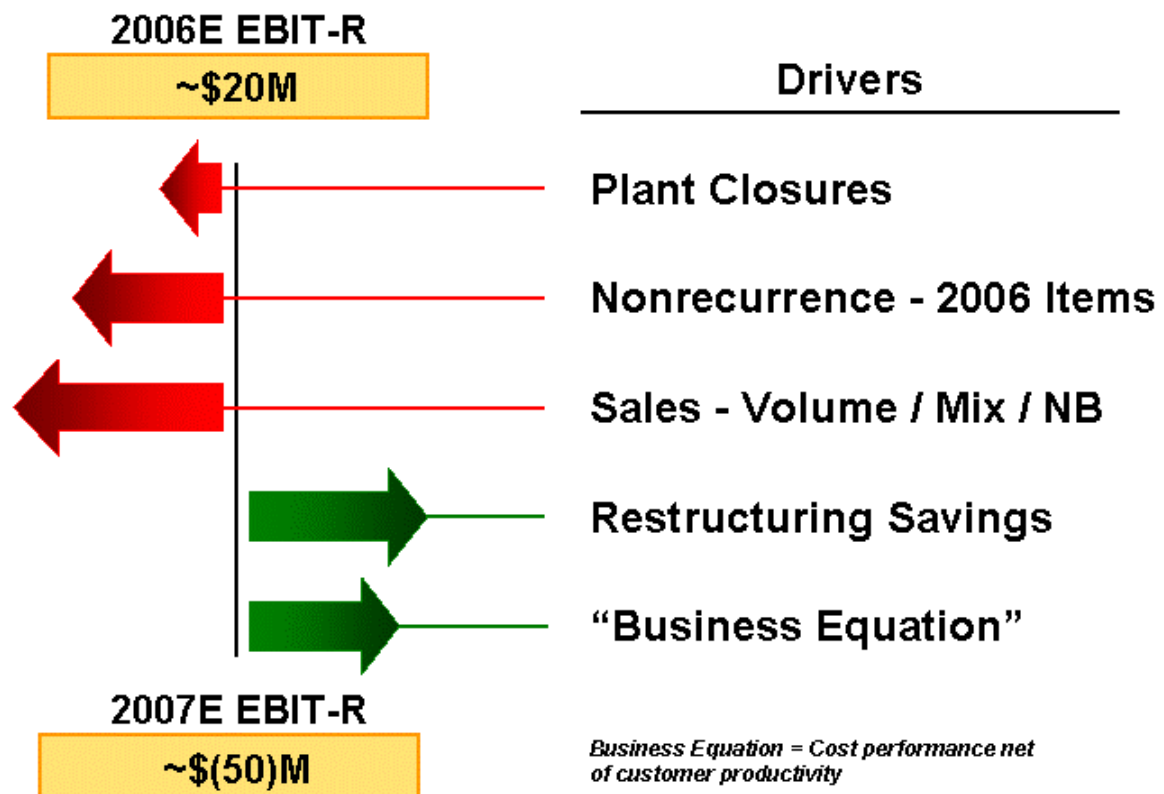 2006E EBIT-R
~$20M
Drivers
Plant Closures
Nonrecurrence - 2006 Items
Sales - Volume / Mix / NB
Restructuring Savings
“Business Equation”
2007E EBIT-R
~$(50)M
Business Equation = Cost performance net
of customer productivity